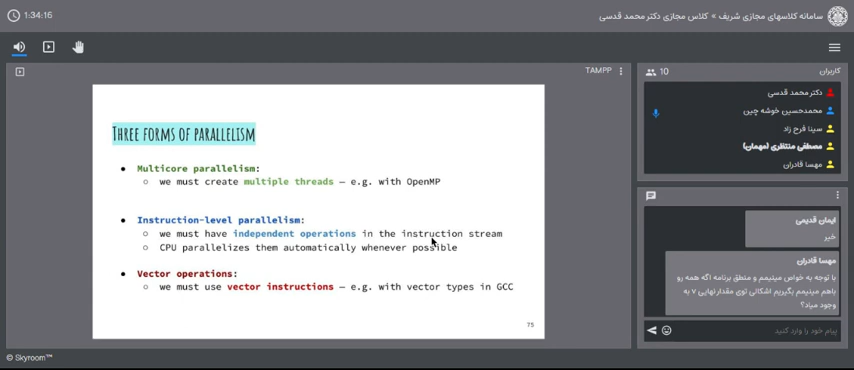 1:34:16
سامانه کلاسهای مجازی شریف » کلاس مجازی دکتر محمد قدسی
TAMPP
THREE FORMS OF PARALLELISM
● Multicore parallelism:
○ we must create multiple threads – e.g. with OpenMP
● Instruction-level parallelism:
○ we must have independent operations in the instruction stream
○ CPU parallelizes them automatically whenever possible
● Vector operations:
○ we must use vector instructions – e.g. with vector types in GCC
75
کاربران
10
دکتر محمد قدسی
محمدحسین خوشه چین
سینا فرح زاد
مصطفی منتظری (مهمان)
مهسا قادران
ایمان قدیمی
خیر
مهسا قادران
با توجه به خواص مینیمم و منطق برنامه اگه همه رو
باهم مینیمم بگیریم اشکالی توی مقدار نهایی ۷ به
وجود میاد؟
پیام خود را وارد کنید.
© Skyroom™